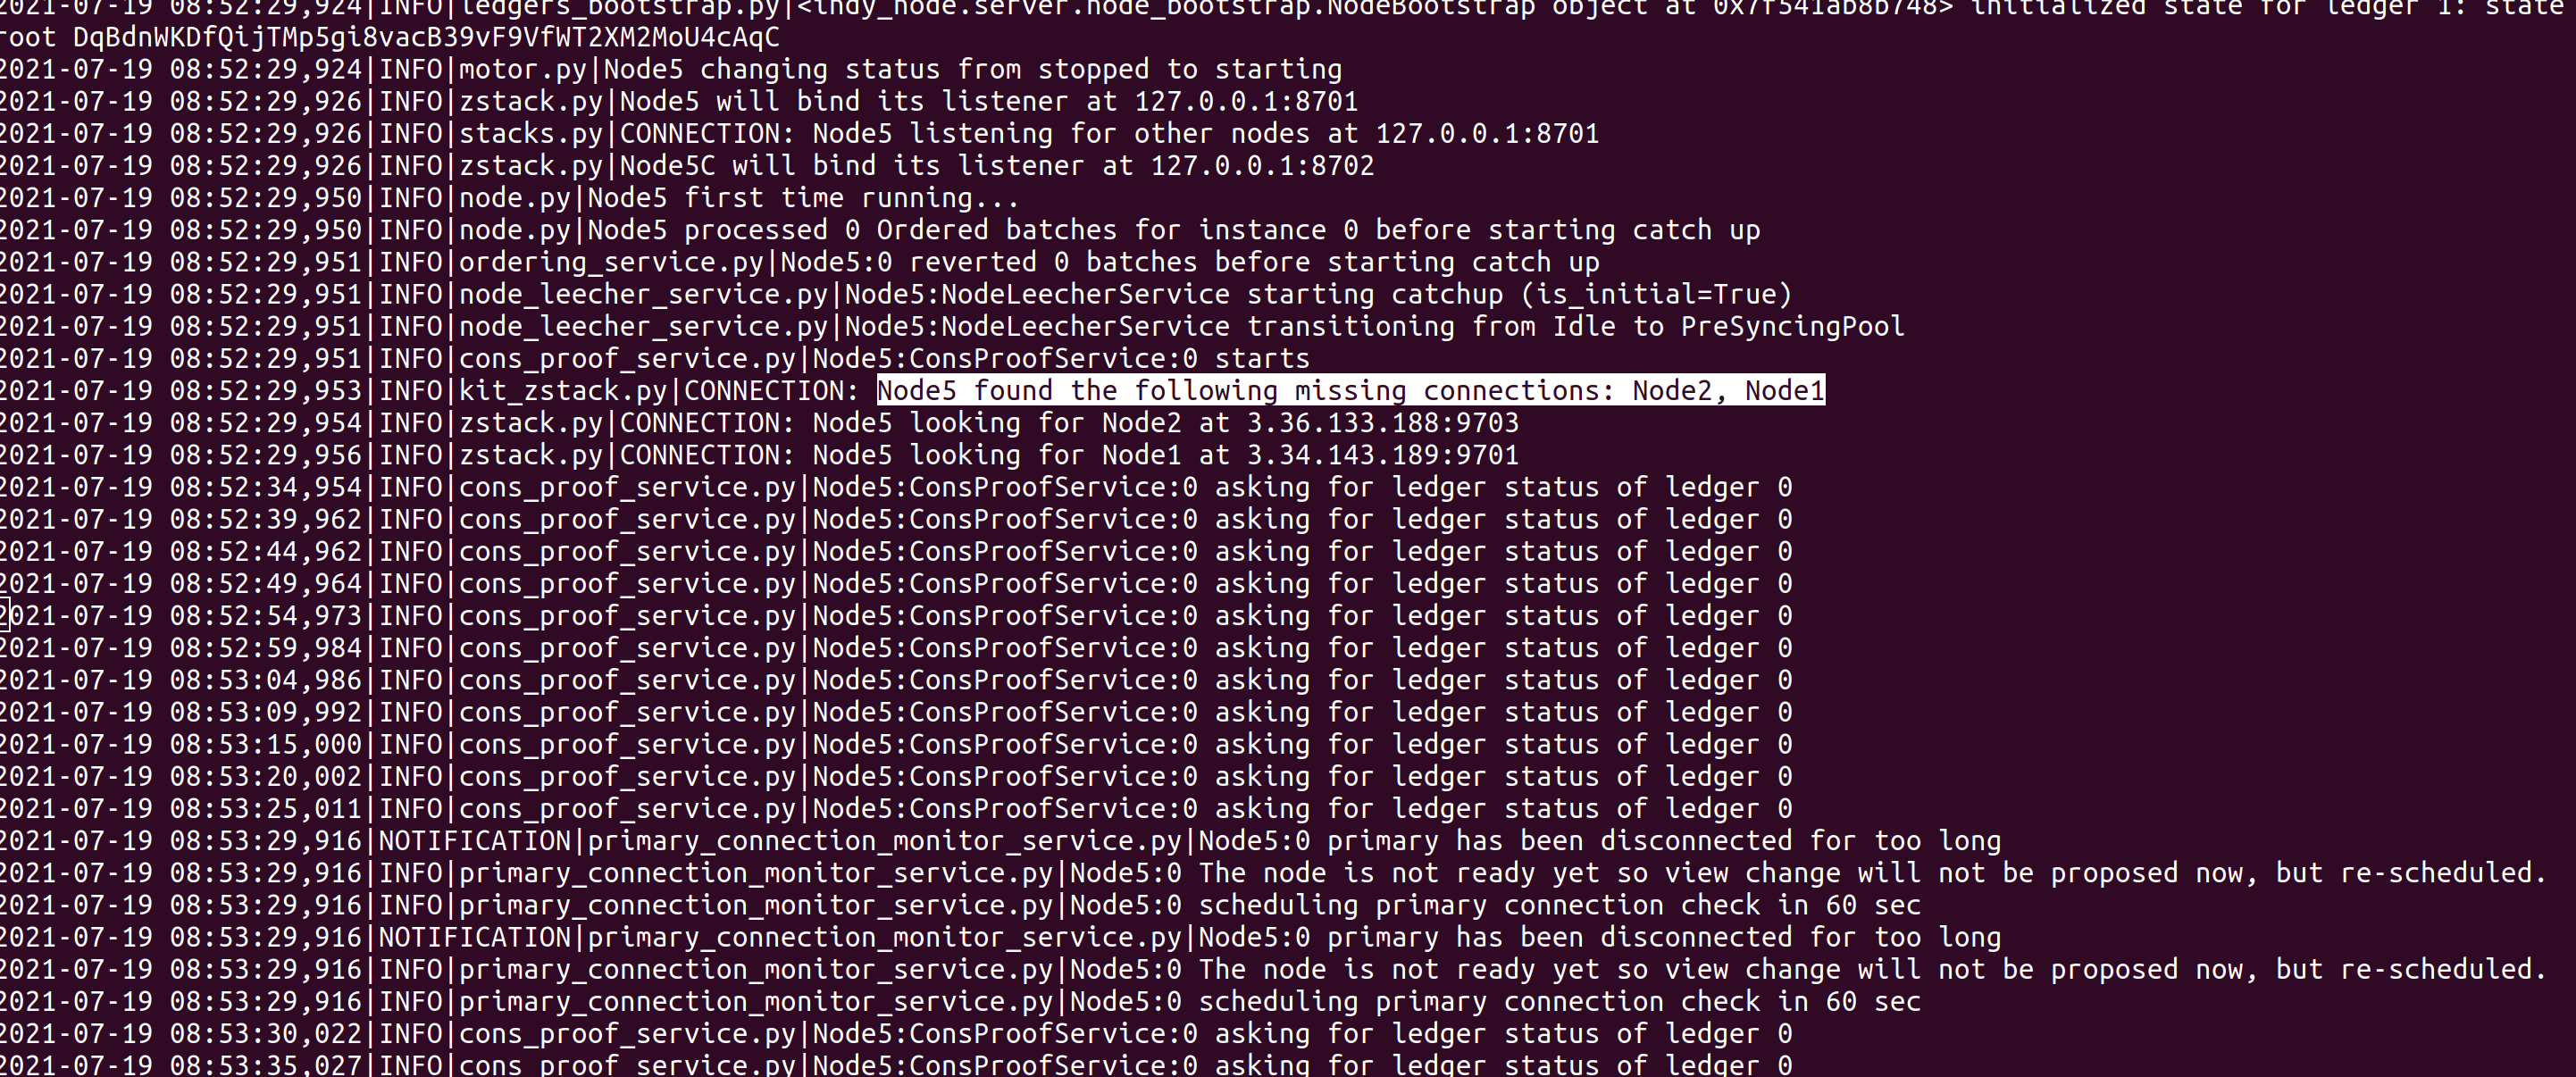 2021-07-19 08:52:29,924|INFO|ledgers_bootstrap.py|<indy_node.server.node_bootstrap.NodeBootstrap object at 0x7f541ab8b748> initialized state for ledger 1: state
root DqBdnWKDfQijTMp5gi8vacB39vF9VfWT2XM2MoU4cAqC
2021-07-19 08:52:29,924|INFO|motor.py|Node5 changing status from stopped to starting
2021-07-19 08:52:29,926|INFO|zstack.py|Node5 will bind its listener at 127.0.0.1:8701
2021-07-19 08:52:29,926|INFO|stacks.py|CONNECTION: Node5 listening for other nodes at 127.0.0.1:8701
2021-07-19 08:52:29,926|INFO|zstack.py|Node5C will bind its listener at 127.0.0.1:8702
2021-07-19 08:52:29,950|INFO|node.py|Node5 first time running...
2021-07-19 08:52:29,950|INFO|node.py|Node5 processed 0 Ordered batches for instance 0 before starting catch up
2021-07-19 08:52:29,951|INFO|ordering_service.py|Node5:0 reverted 0 batches before starting catch up
2021-07-19 08:52:29,951|INFO|node_leecher_service.py|Node5:NodeLeecherService starting catchup (is_initial=True)
2021-07-19 08:52:29,951|INFO|node_leecher_service.py|Node5:NodeLeecherService transitioning from Idle to PreSyncingPool
2021-07-19 08:52:29,951|INFO|cons_proof_service.py|Node5:ConsProofService:0 starts
2021-07-19 08:52:29,953|INFO|kit_zstack.py|CONNECTION: Node5 found the following missing connections: Node2, Node1
2021-07-19 08:52:29,954|INFO|zstack.py|CONNECTION: Node5 looking for Node2 at 3.36.133.188:9703
2021-07-19 08:52:29,956|INFO|zstack.py|CONNECTION: Node5 looking for Node1 at 3.34.143.189:9701
2021-07-19 08:52:34,954|INFO|cons_proof_service.py|Node5:ConsProofService:0 asking for ledger status of ledger 0
2021-07-19 08:52:39,962|INFO|cons_proof_service.py|Node5:ConsProofService:0 asking for ledger status of ledger 0
2021-07-19 08:52:44,962|INFO|cons_proof_service.py|Node5:ConsProofService:0 asking for ledger status of ledger 0
2021-07-19 08:52:49,964|INFO|cons_proof_service.py|Node5:ConsProofService:0 asking for ledger status of ledger 0
2021-07-19 08:52:54,973|INFO|cons_proof_service.py|Node5:ConsProofService:0 asking for ledger status of ledger 0
2021-07-19 08:52:59,984|INFO|cons_proof_service.py|Node5:ConsProofService:0 asking for ledger status of ledger 0
2021-07-19 08:53:04,986|INFO|cons_proof_service.py|Node5:ConsProofService:0 asking for ledger status of ledger 0
2021-07-19 08:53:09,992|INFO|cons_proof_service.py|Node5:ConsProofService:0 asking for ledger status of ledger 0
2021-07-19 08:53:15,000|INFO|cons_proof_service.py|Node5:ConsProofService:0 asking for ledger status of ledger 0
2021-07-19 08:53:20,002|INFO|cons_proof_service.py|Node5:ConsProofService:0 asking for ledger status of ledger 0
2021-07-19 08:53:25,011|INFO|cons_proof_service.py|Node5:ConsProofService:0 asking for ledger status of ledger 0
2021-07-19 08:53:29,916|NOTIFICATION|primary_connection_monitor_service.py|Node5:0 primary has been disconnected for too long
2021-07-19 08:53:29,916|INFO|primary_connection_monitor_service.py|Node5:0 The node is not ready yet so view change will not be proposed now, but re-scheduled.
2021-07-19 08:53:29,916|INFO|primary_connection_monitor_service.py|Node5:0 scheduling primary connection check in 60 sec
2021-07-19 08:53:29,916|NOTIFICATION|primary_connection_monitor_service.py|Node5:0 primary has been disconnected for too long
2021-07-19 08:53:29,916|INFO|primary_connection_monitor_service.py|Node5:0 The node is not ready yet so view change will not be proposed now, but re-scheduled.
2021-07-19 08:53:29,916|INFO|primary_connection_monitor_service.py|Node5:0 scheduling primary connection check in 60 sec
2021-07-19 08:53:30,022|INFO|cons_proof_service.py|Node5:ConsProofService:0 asking for ledger status of ledger 0
2021-07-19 08:53:35,027|INFO|cons_proof_service.py|Node5:ConsProofService:0 asking for ledger status of ledger 0